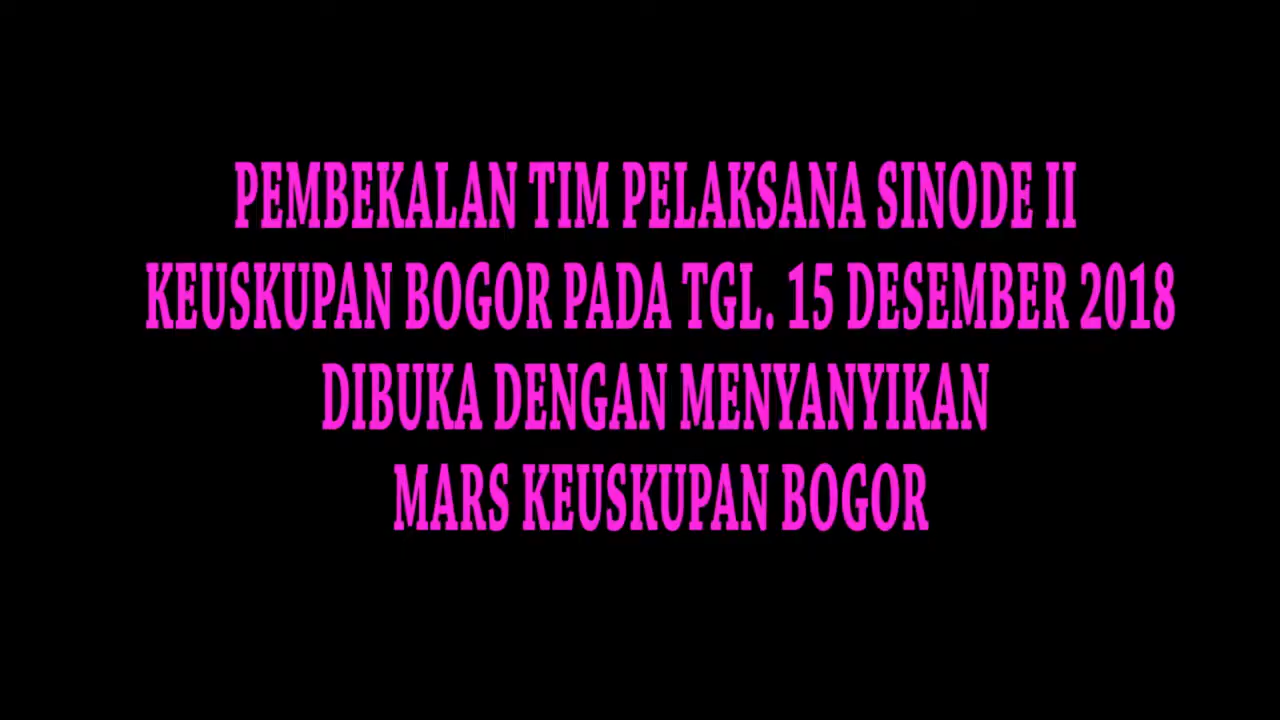 PEMBEKALAN TIM PELAKSANA SINODE II
KEUSKUPAN BOGOR PADA TGL. 15 DESEMBER 2018
DIBUKA DENGAN MENYANYIKAN
MARS KEUSKUPAN BOGOR